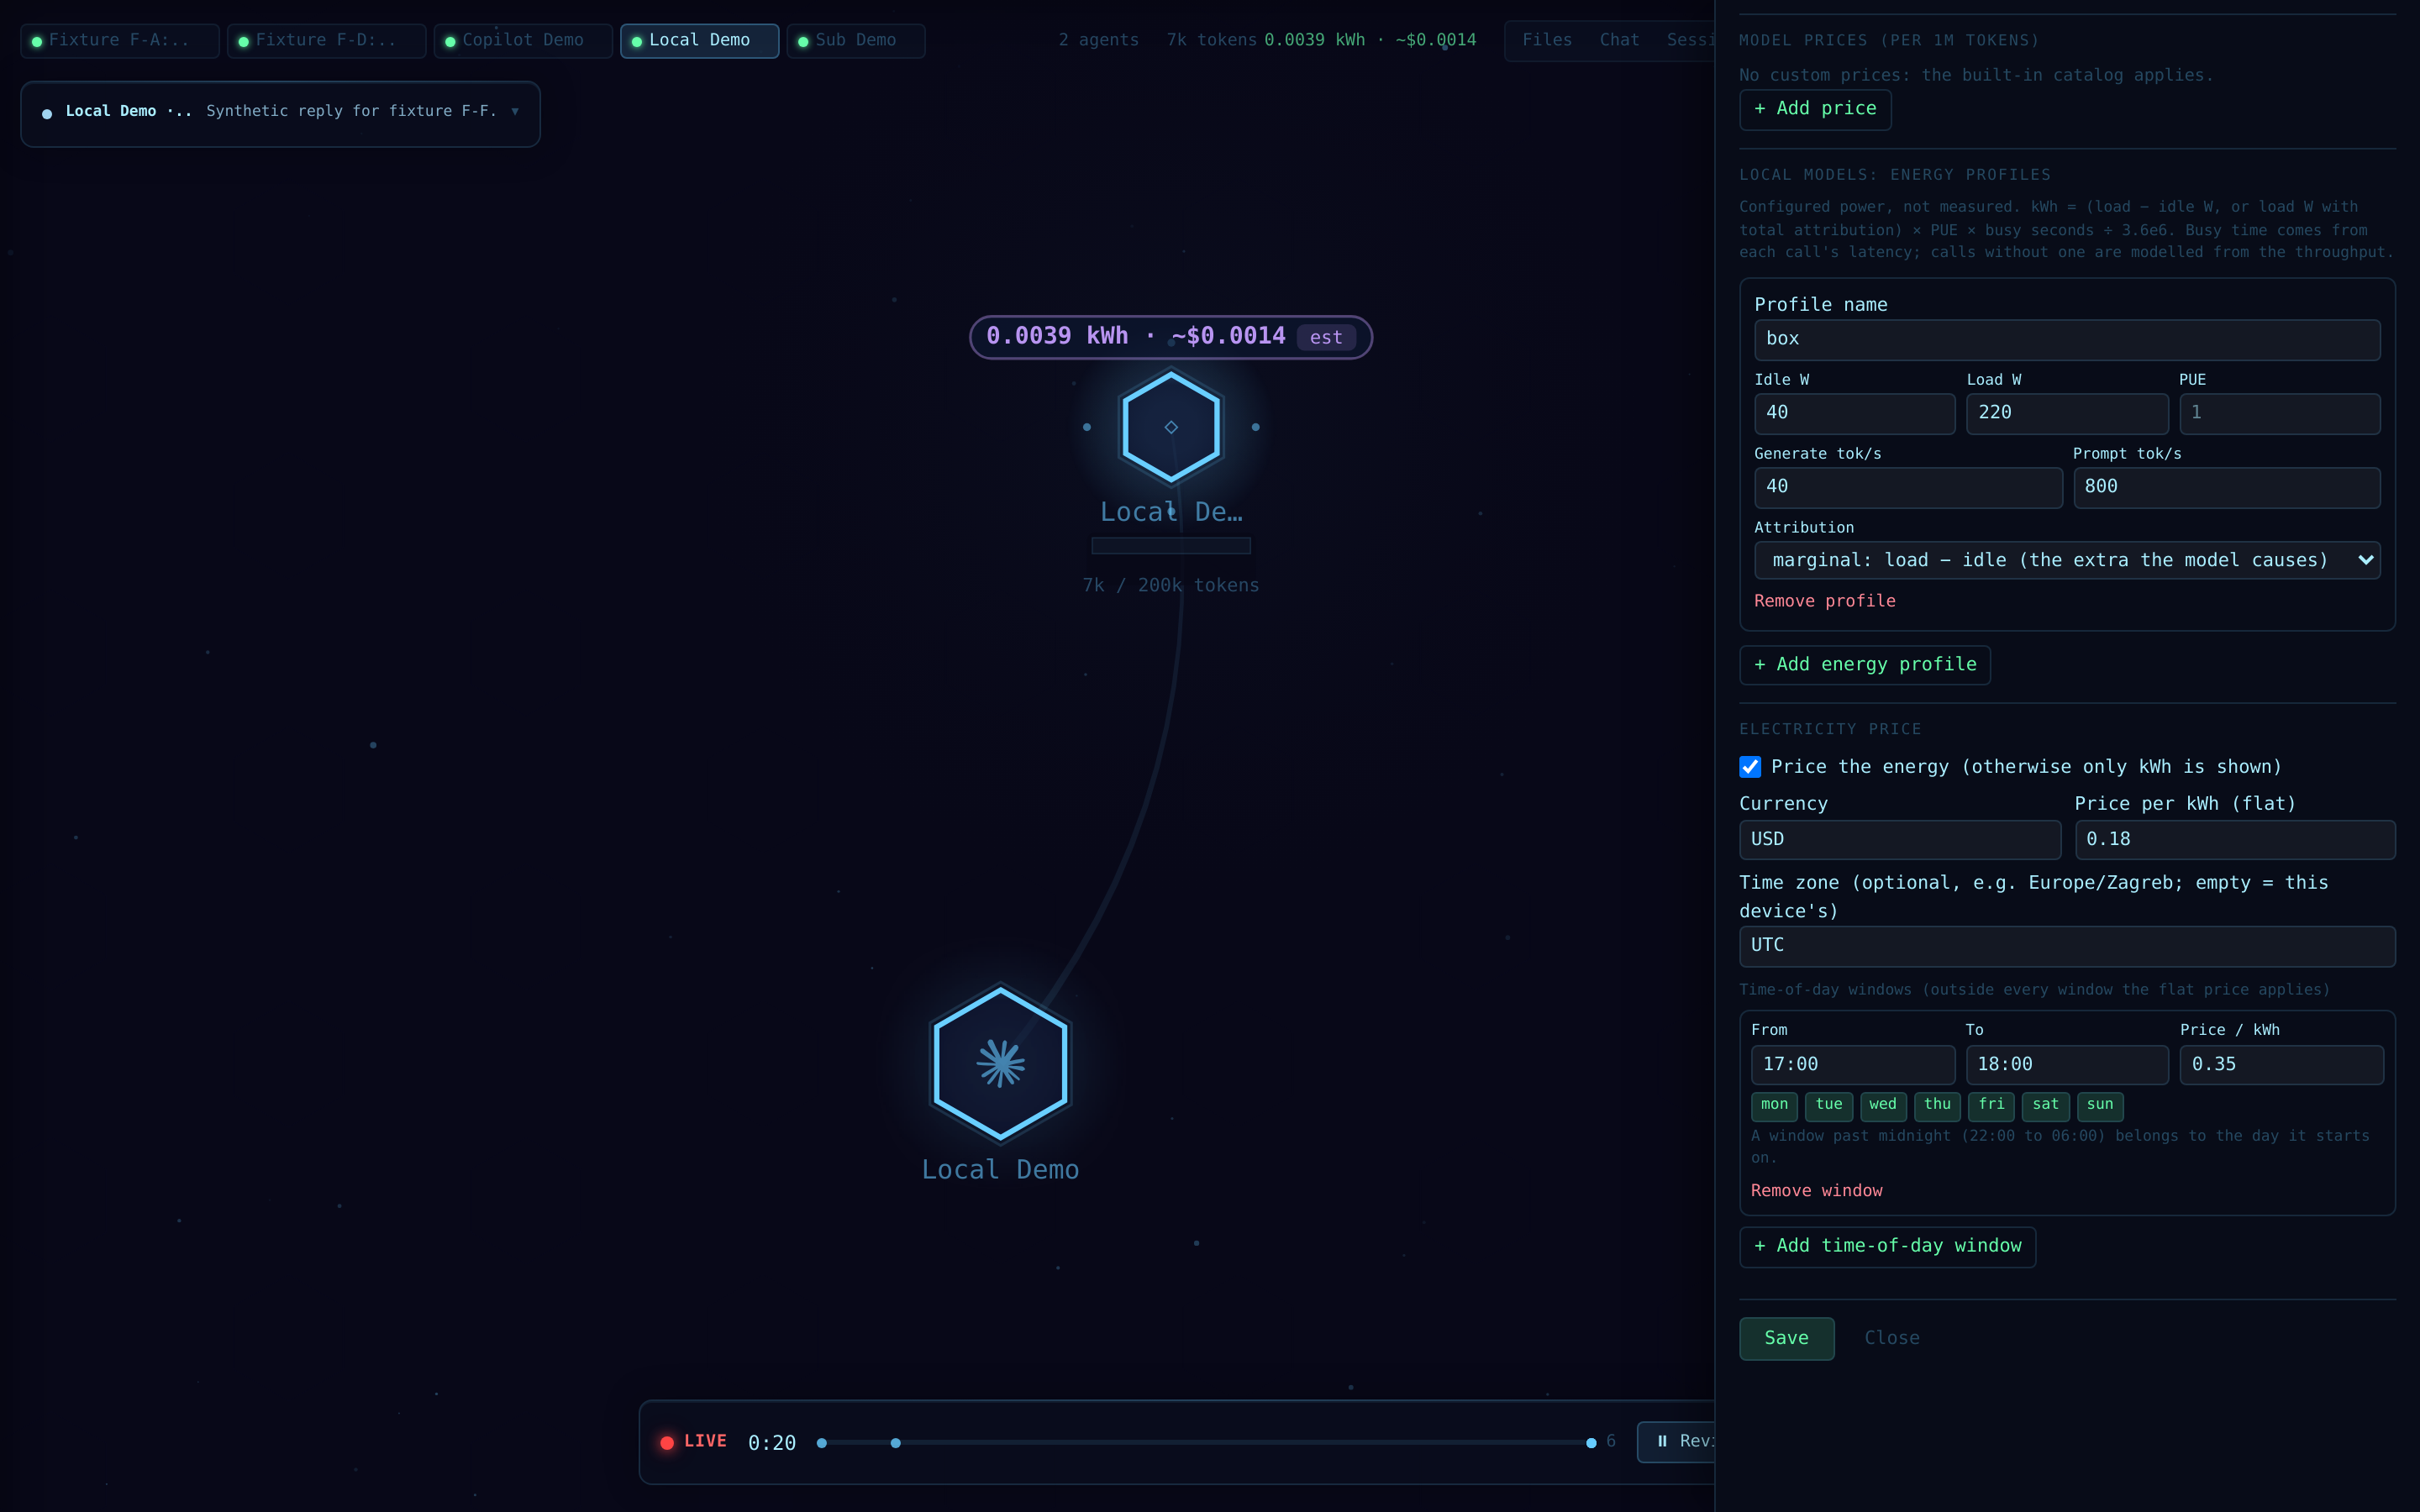 Fixture F-A:..
Fixture F-D:..
Copilot Demo
Local Demo
Sub Demo
2 agents
7k tokens
0.0039 kWh · ~$0.0014
Files
Chat
Sessi
Local Demo ·..
Synthetic reply for fixture F-F.
0.0039 kWh · ~$0.0014
est
Local De…
7k / 200k tokens
Local Demo
LIVE
0:20
6
Revi
MODEL PRICES (PER 1M TOKENS)
No custom prices: the built-in catalog applies.
+ Add price
LOCAL MODELS: ENERGY PROFILES
Configured power, not measured. kWh = (load − idle W, or load W with
total attribution) × PUE × busy seconds ÷ 3.6e6. Busy time comes from
each call's latency; calls without one are modelled from the throughput.
Profile name
box
Idle W
Load W
PUE
40
220
1
Generate tok/s
Prompt tok/s
40
800
Attribution
marginal: load − idle (the extra the model causes)
Remove profile
+ Add energy profile
ELECTRICITY PRICE
Price the energy (otherwise only kWh is shown)
Currency
Price per kWh (flat)
USD
0.18
Time zone (optional, e.g. Europe/Zagreb; empty = this
device's)
UTC
Time-of-day windows (outside every window the flat price applies)
From
To
Price / kWh
17:00
18:00
0.35
mon
tue
wed
thu
fri
sat
sun
A window past midnight (22:00 to 06:00) belongs to the day it starts
on.
Remove window
+ Add time-of-day window
Save
Close